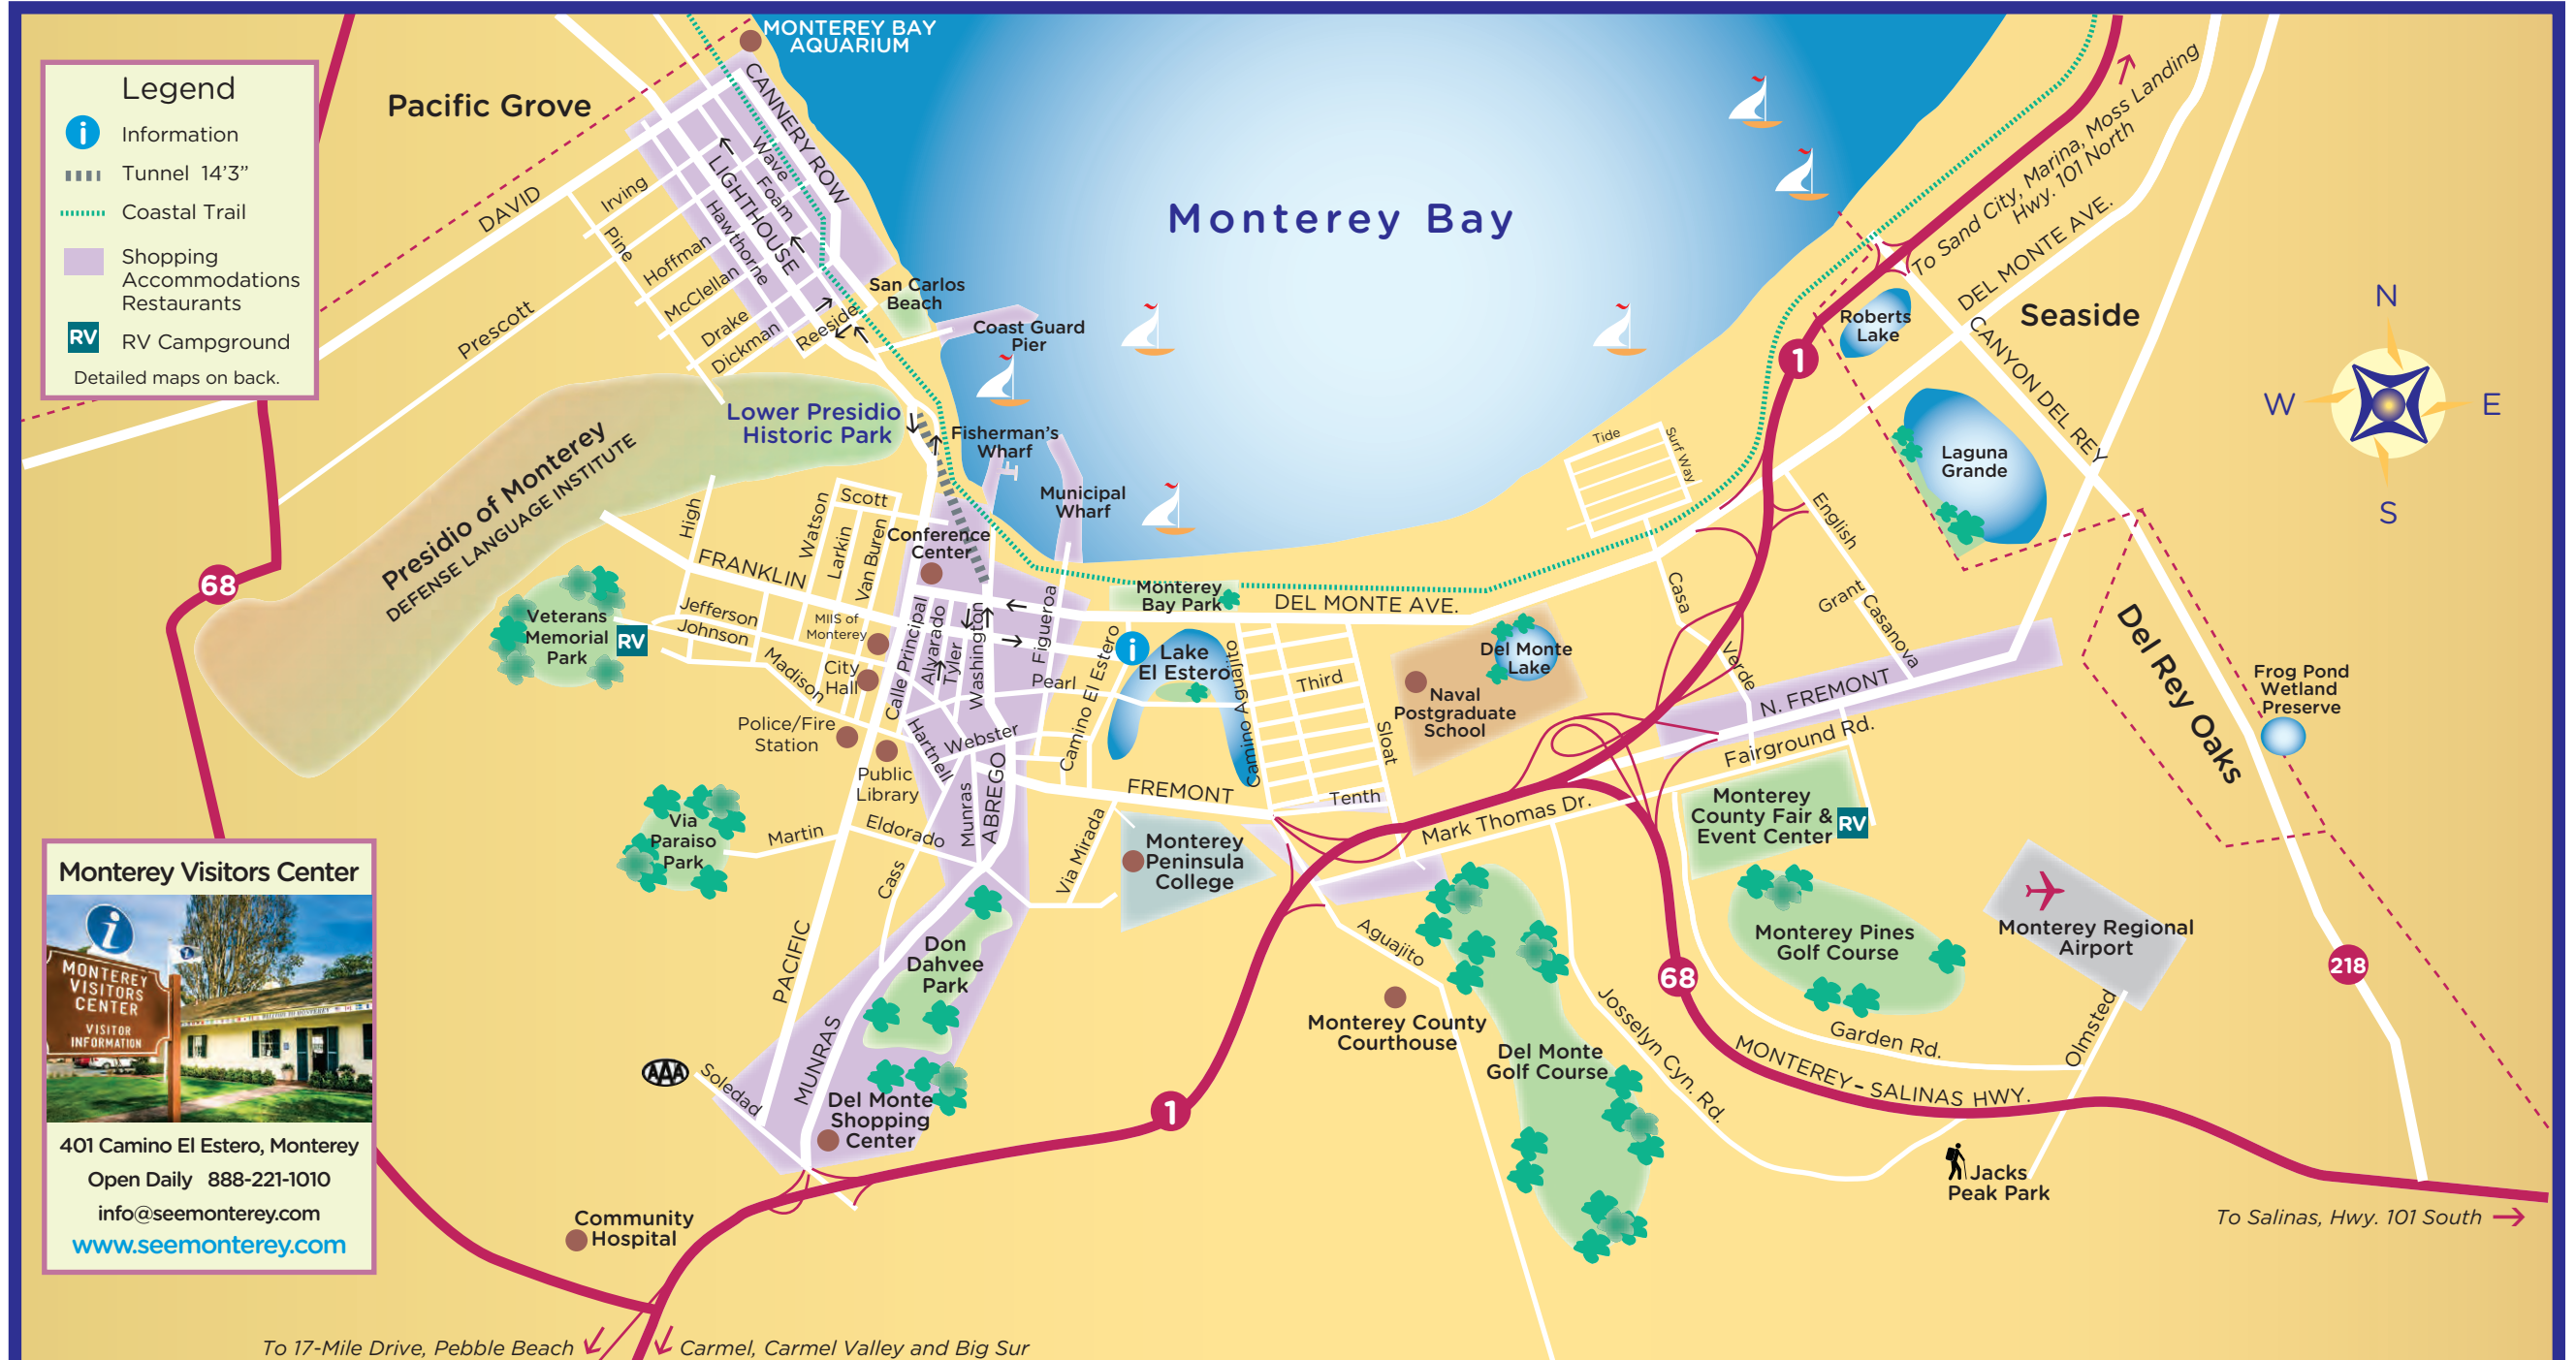 MONTEREY BAY
AQUARIUM
Legend
Information
Tunnel 14'3”
Coastal Trail
Shopping
Accommodations
Restaurants
RV
RV Campground
Detailed maps on back.
Pacific Grove
CANNERY ROW
Wave
Foam
LIGHTHOUSE
Hawthorne
DAVID
Irving
Pine
Hoffman
McClellan
Prescott
Drake
Dickman
Reeside
San Carlos
Beach
Coast Guard
Pier
Monterey Bay
To Sand City, Marina, Moss Landing
Hwy. 101 North
DEL MONTE AVE.
Seaside
Roberts
Lake
1
CANYON DEL REY
Laguna
Grande
N
W
E
S
Lower Presidio
Historic Park
Fisherman's
Wharf
Municipal
Wharf
Presidio of Monterey
DEFENSE LANGUAGE INSTITUTE
Tide
Surf Way
English
Grant
Casanova
Casa
Verde
68
High
Watson
Scott
Larkin
Van Buren
Conference
Center
FRANKLIN
Veterans
Memorial
Park
RV
Jefferson
Johnson
Madison
MIIS of
Monterey
City
Hall
Calle Principal
Alvarado
Tyler
Washington
Figueroa
Pearl
Camino El Estero
Monterey
Bay Park
DEL MONTE AVE.
i
Lake
El Estero
Camino Aguajito
Third
Sloat
Del Monte
Lake
Naval
Postgraduate
School
N. FREMONT
Fairground Rd.
Del Rey Oaks
Frog Pond
Wetland
Preserve
Police/Fire
Station
Public
Library
Hartnell
Webster
Munras
ABREGO
FREMONT
Tenth
Mark Thomas Dr.
Monterey
County Fair &
Event Center
RV
Via
Paraiso
Park
Martin
Eldorado
Cass
Via Mirada
Monterey
Peninsula
College
Monterey Pines
Golf Course
Monterey Regional
Airport
218
Don
Dahvee
Park
PACIFIC
MUNRAS
Aguajito
Monterey County
Courthouse
Del Monte
Golf Course
Josselyn Cyn. Rd.
68
Garden Rd.
Olmsted
MONTEREY-SALINAS HWY.
AAA
Soledad
Del Monte
Shopping
Center
1
Jacks
Peak Park
To Salinas, Hwy. 101 South
Community
Hospital
Monterey Visitors Center
i
MONTEREY
VISITORS
CENTER
VISITOR
INFORMATION
401 Camino El Estero, Monterey
Open Daily 888-221-1010
info@seemonterey.com
www.seemonterey.com
To 17-Mile Drive, Pebble Beach
Carmel, Carmel Valley and Big Sur